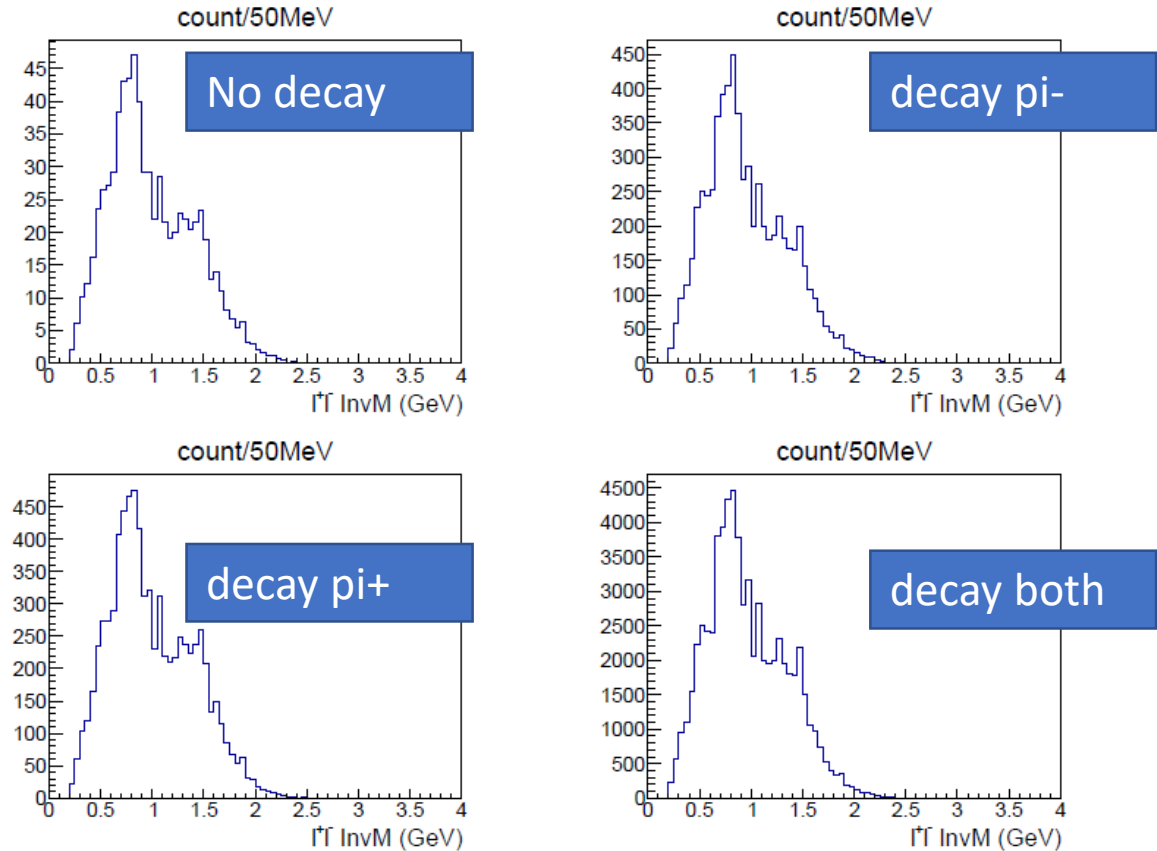 count/50MeV
No decay
45
40
35
30
25
20
15
10
5
0
0 0.5 1 1.5 2 2.5 3 3.5 4
l⁺l⁻ InvM (GeV)
count/50MeV
decay pi-
450
400
350
300
250
200
150
100
50
0
0 0.5 1 1.5 2 2.5 3 3.5 4
l⁺l⁻ InvM (GeV)
count/50MeV
decay pi+
450
400
350
300
250
200
150
100
50
0
0 0.5 1 1.5 2 2.5 3 3.5 4
l⁺l⁻ InvM (GeV)
count/50MeV
decay both
4500
4000
3500
3000
2500
2000
1500
1000
500
0
0 0.5 1 1.5 2 2.5 3 3.5 4
l⁺l⁻ InvM (GeV)